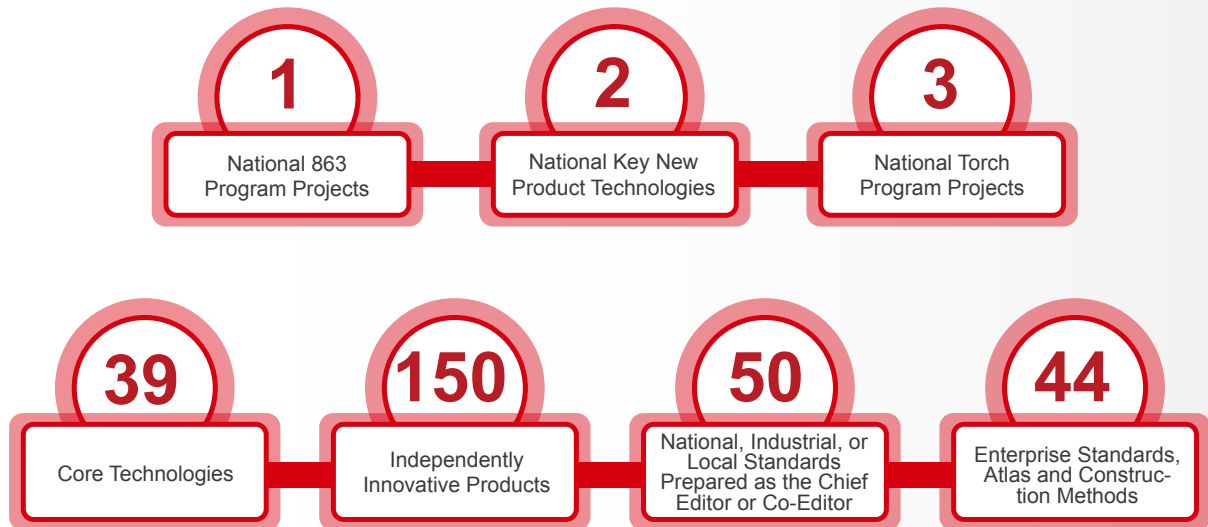 1
2
3
National 863
Program Projects
National Key New
Product Technologies
National Torch
Program Projects
39
150
50
44
Core Technologies
Independently
Innovative Products
National, Industrial, or
Local Standards
Prepared as the Chief
Editor or Co-Editor
Enterprise Standards,
Atlas and Construc-
tion Methods